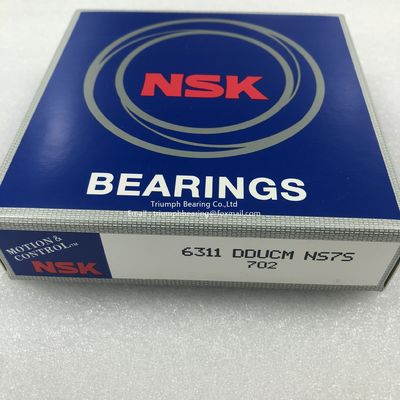 NSK
Triumph Bearing Co.,Ltd
Email: triumphbearing@foxmail.com
BEARINGS
MOTION & CONTROL™
NSK
6311 DDUCM NS7S
702